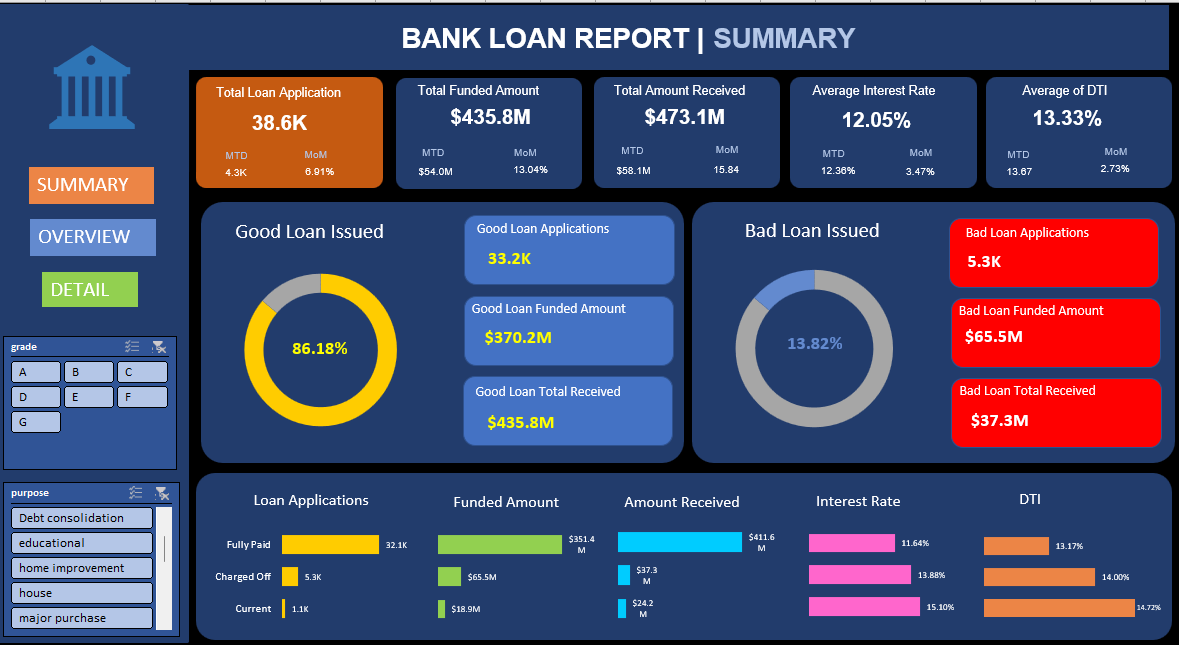 BANK LOAN REPORT | SUMMARY
Total Loan Application
38.6K
MTD MoM
4.3K 6.91%
Total Funded Amount
$435.8M
MTD MoM
$54.0M 13.04%
Total Amount Received
$473.1M
MTD MoM
$58.1M 15.84
Average Interest Rate
12.05%
MTD MoM
12.36% 3.47%
Average of DTI
13.33%
MTD MoM
13.67 2.73%
SUMMARY
OVERVIEW
DETAIL
grade
A B C
D E F
G
purpose
Debt consolidation
educational
home improvement
house
major purchase
Good Loan Issued
86.18%
Good Loan Applications
33.2K
Good Loan Funded Amount
$370.2M
Good Loan Total Received
$435.8M
Bad Loan Issued
13.82%
Bad Loan Applications
5.3K
Bad Loan Funded Amount
$65.5M
Bad Loan Total Received
$37.3M
Loan Applications
Fully Paid 32.1K
Charged Off 5.3K
Current 1.1K
Funded Amount
$351.4
M
$65.5M
$18.9M
Amount Received
$411.6
M
$37.3
M
$24.2
M
Interest Rate
11.64%
13.88%
15.10%
DTI
13.17%
14.00%
14.72%